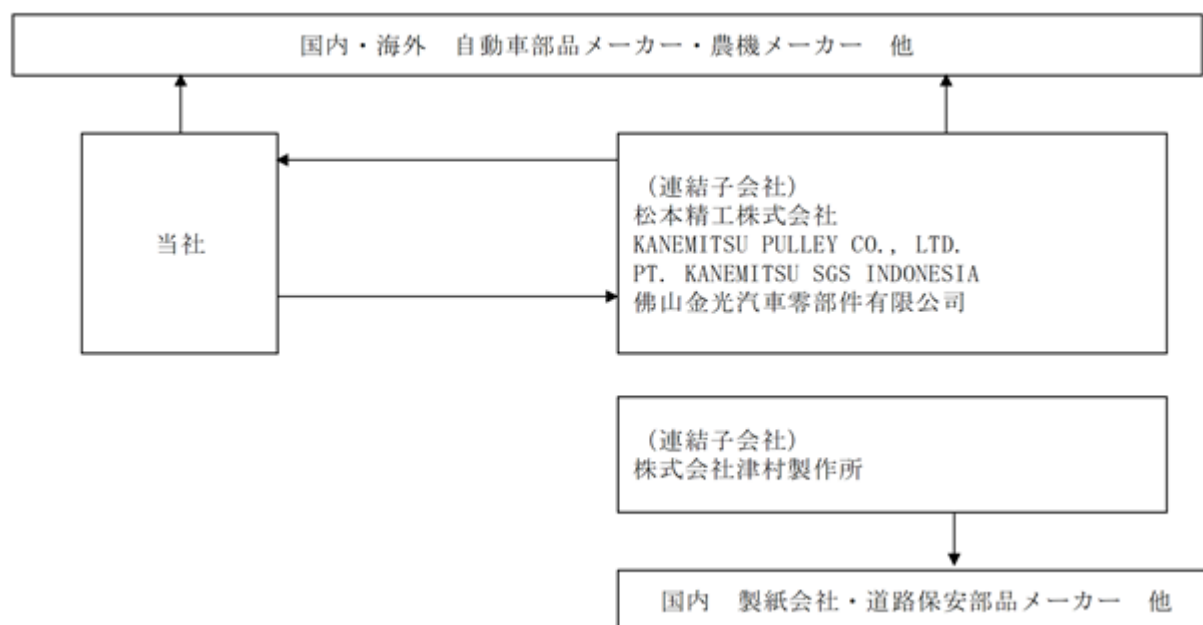 国内・海外　自動車部品メーカー・農機メーカー　他
当社
（連結子会社）
松本精工株式会社
KANEMITSU PULLEY CO., LTD.
PT. KANEMITSU SGS INDONESIA
佛山金光汽車零部件有限公司
（連結子会社）
株式会社津村製作所
国内　製紙会社・道路保安部品メーカー　他